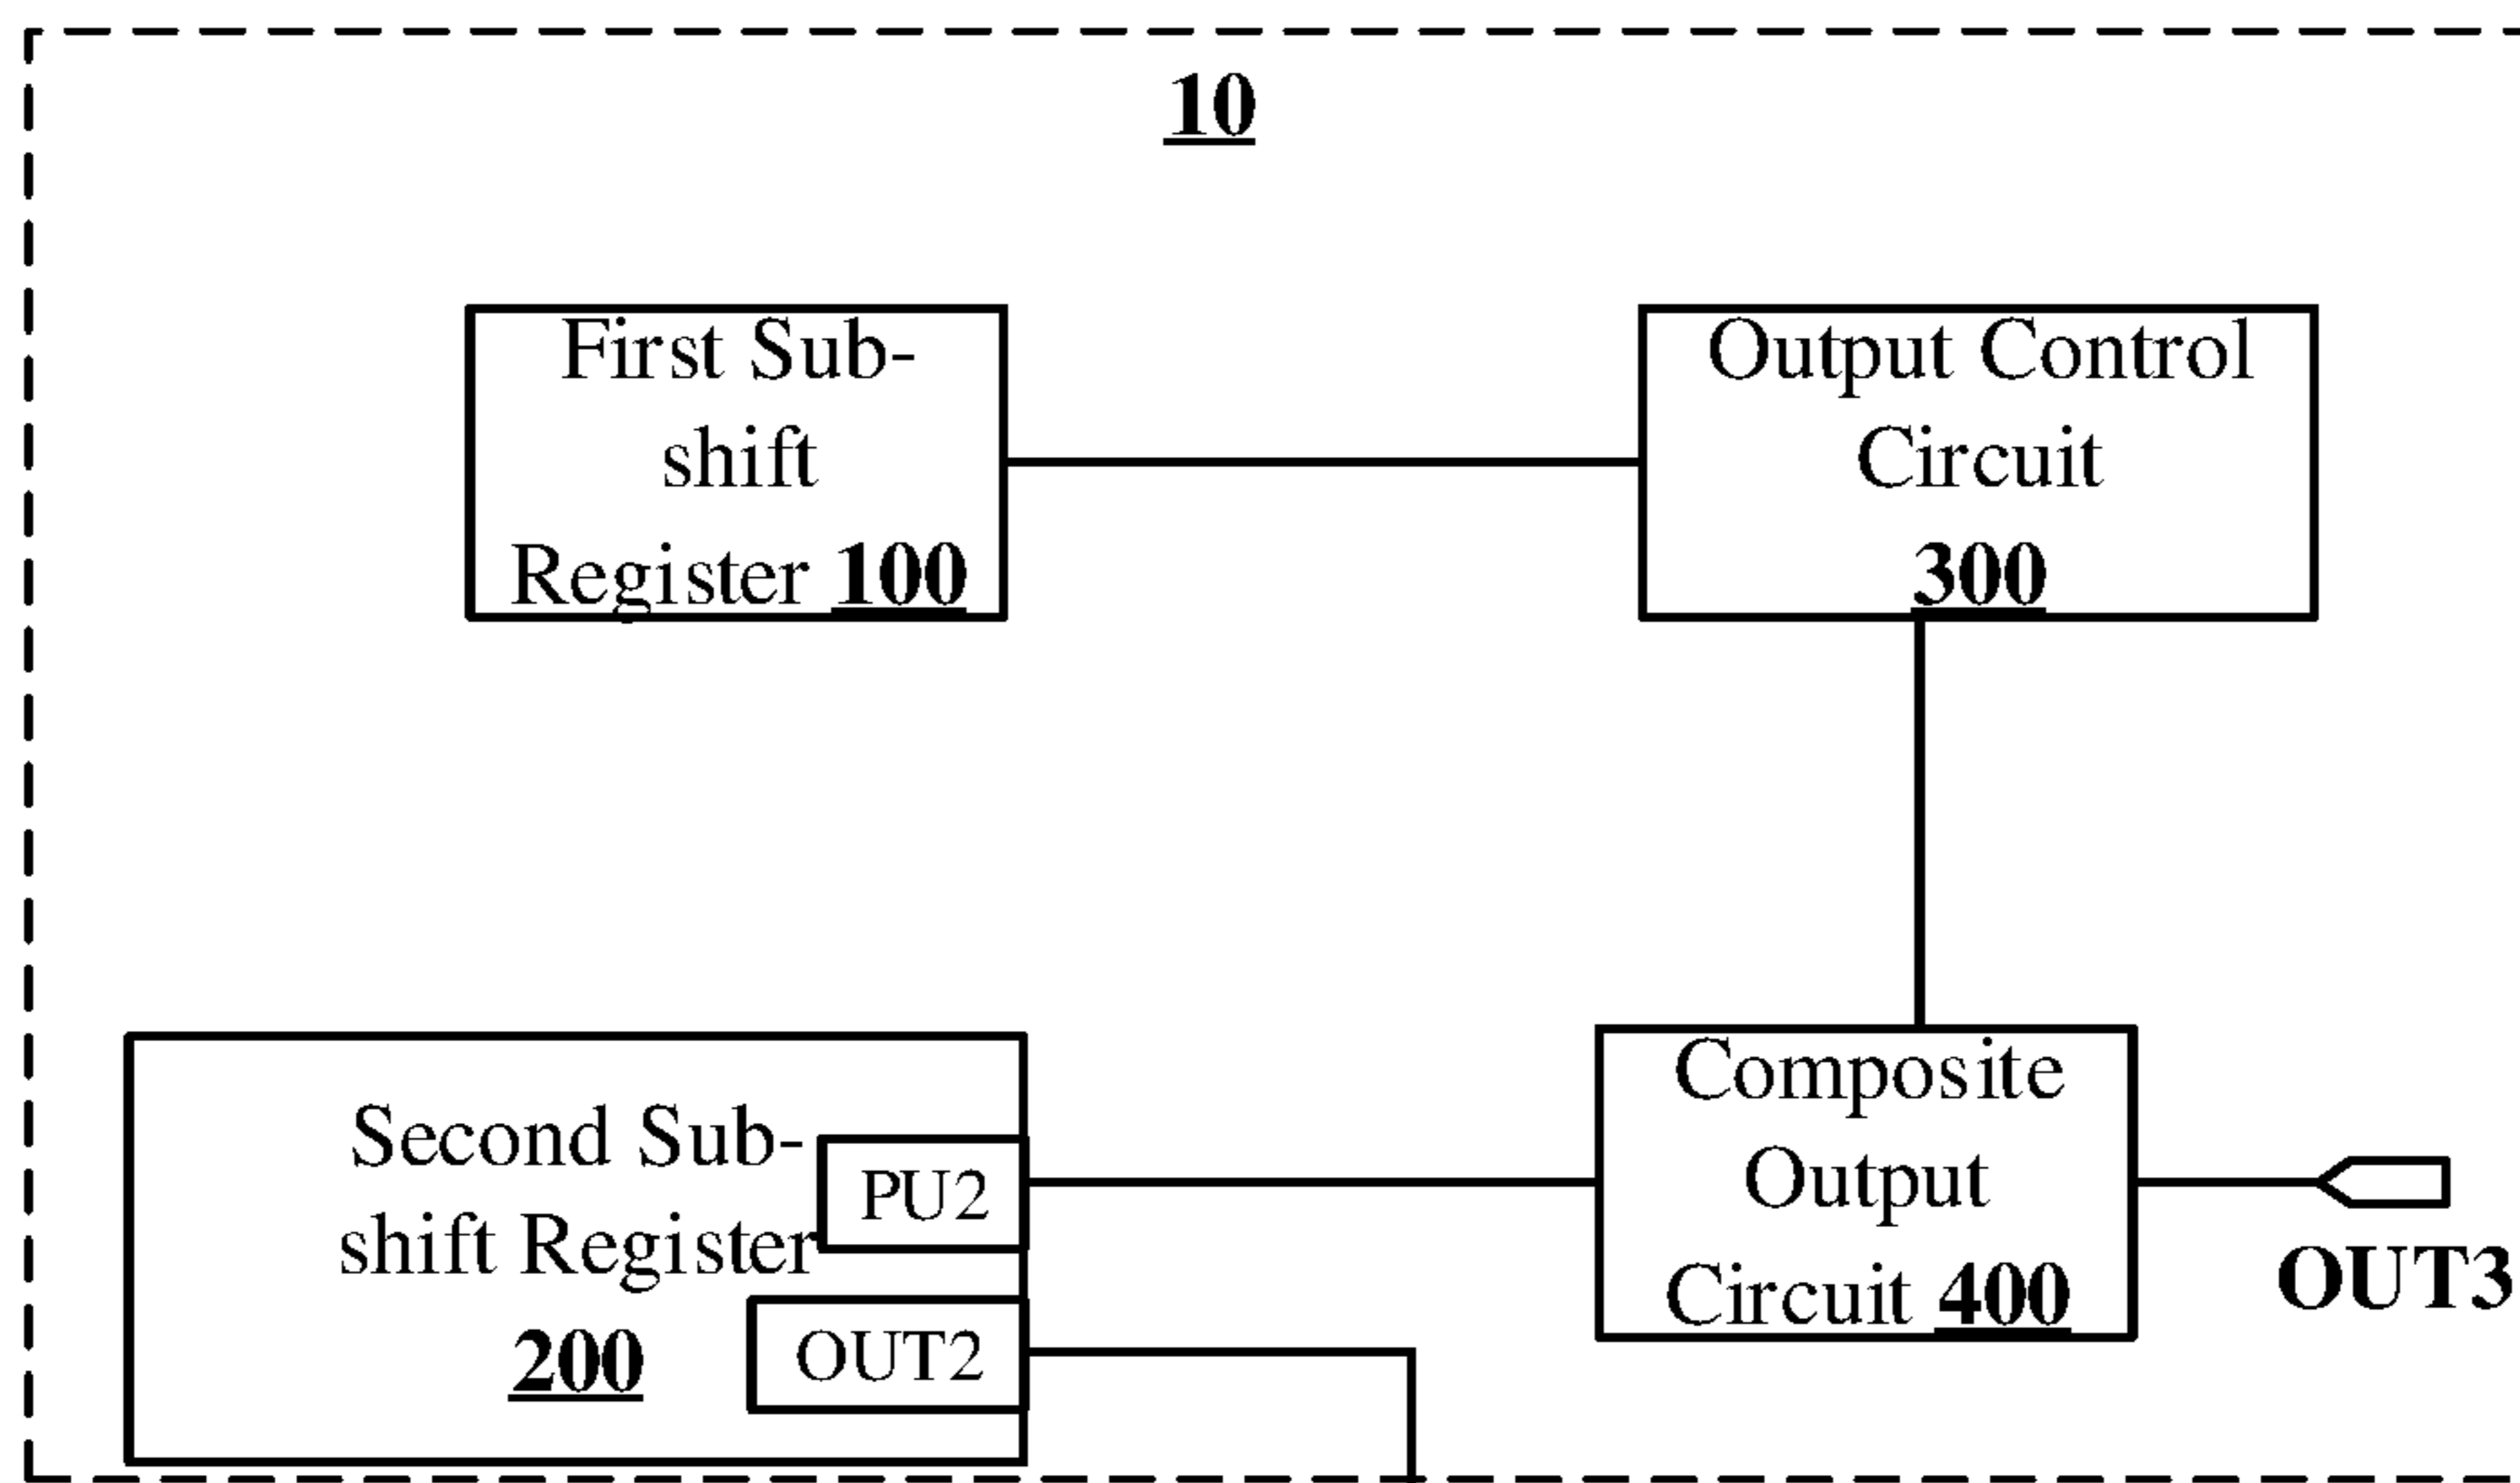 10
First Sub-
shift
Register 100
Output Control
Circuit
300
Second Sub-
shift Register
200
PU2
OUT2
Composite
Output
Circuit 400
OUT3